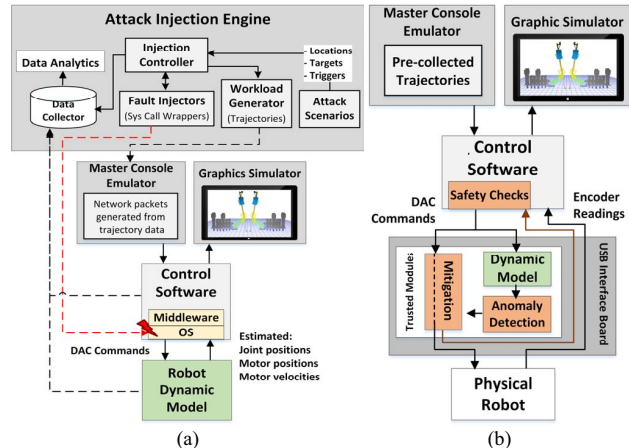 Attack Injection Engine
Data Analytics
Injection
Controller
- Locations
- Targets
- Triggers
Data
Collector
Fault Injectors
(Sys Call Wrappers)
Workload
Generator
(Trajectories)
Attack
Scenarios
Master Console
Emulator
Network packets
generated from
trajectory data
Graphics Simulator
Control
Software
Middleware
OS
DAC Commands
Estimated:
Joint positions
Motor positions
Motor velocities
Robot
Dynamic
Model
(a)
Master Console
Emulator
Pre-collected
Trajectories
Graphic Simulator
Control
Software
Safety Checks
DAC
Commands
Encoder
Readings
USB Interface Board
Trusted Module:
Mitigation
Dynamic
Model
Anomaly
Detection
Physical
Robot
(b)